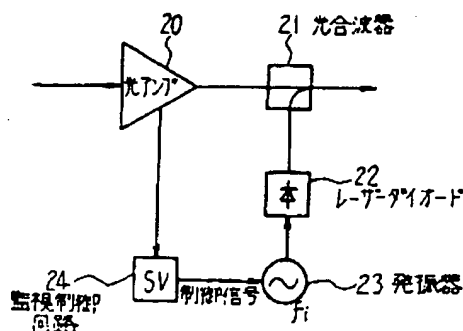 20
21 光合波器
光アンプ
22
レーザーダイオード
24
監視制御
回路
SV
制御信号
fi
23 発振器